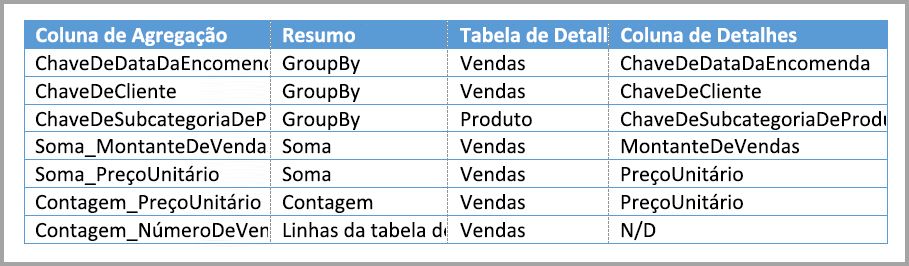 Coluna de Agregação Resumo Tabela de Detall Coluna de Detalhes
ChaveDeDataDaEncomenc GroupBy Vendas ChaveDeDataDaEncomenda
ChaveDeCliente GroupBy Vendas ChaveDeCliente
ChaveDeSubcategoriaDeP GroupBy Produto ChaveDeSubcategoriaDeProdu
Soma_MontanteDeVenda Soma Vendas MontanteDeVendas
Soma_PreçoUnitário Soma Vendas PreçoUnitário
Contagem_PreçoUnitário Contagem Vendas PreçoUnitário
Contagem_NúmeroDeVen Linhas da tabela de Vendas N/D